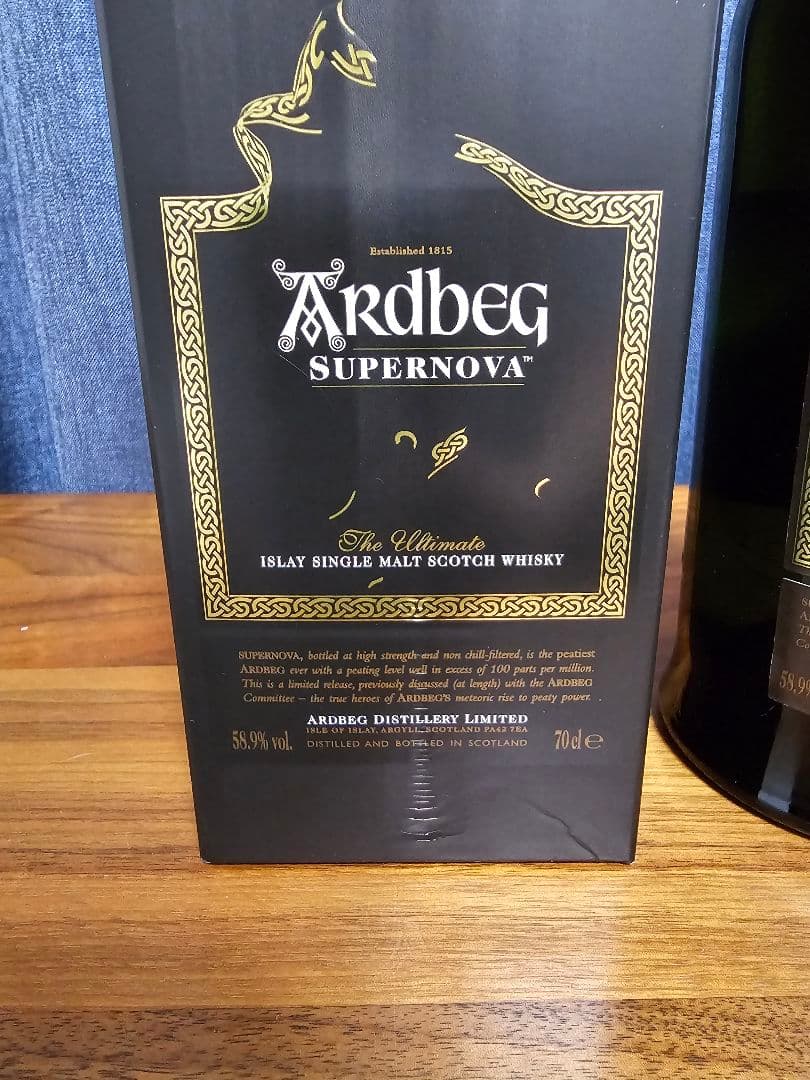 Established 1815
Ardbeg
SUPERNOVA™
The Ultimate
ISLAY SINGLE MALT SCOTCH WHISKY
SUPERNOVA, bottled at high strength and non chill-filtered, is the peatiest
ARDBEG ever with a peating level well in excess of 100 parts per million.
This is a limited release, previously discussed (at length) with the ARDBEG
Committee – the true heroes of ARDBEG'S meteoric rise to peaty power.
ARDBEG DISTILLERY LIMITED
ISLE OF ISLAY, ARGYLL, SCOTLAND PA42 7EA
58.9% vol. DISTILLED AND BOTTLED IN SCOTLAND 70 cl ℮
58.9%